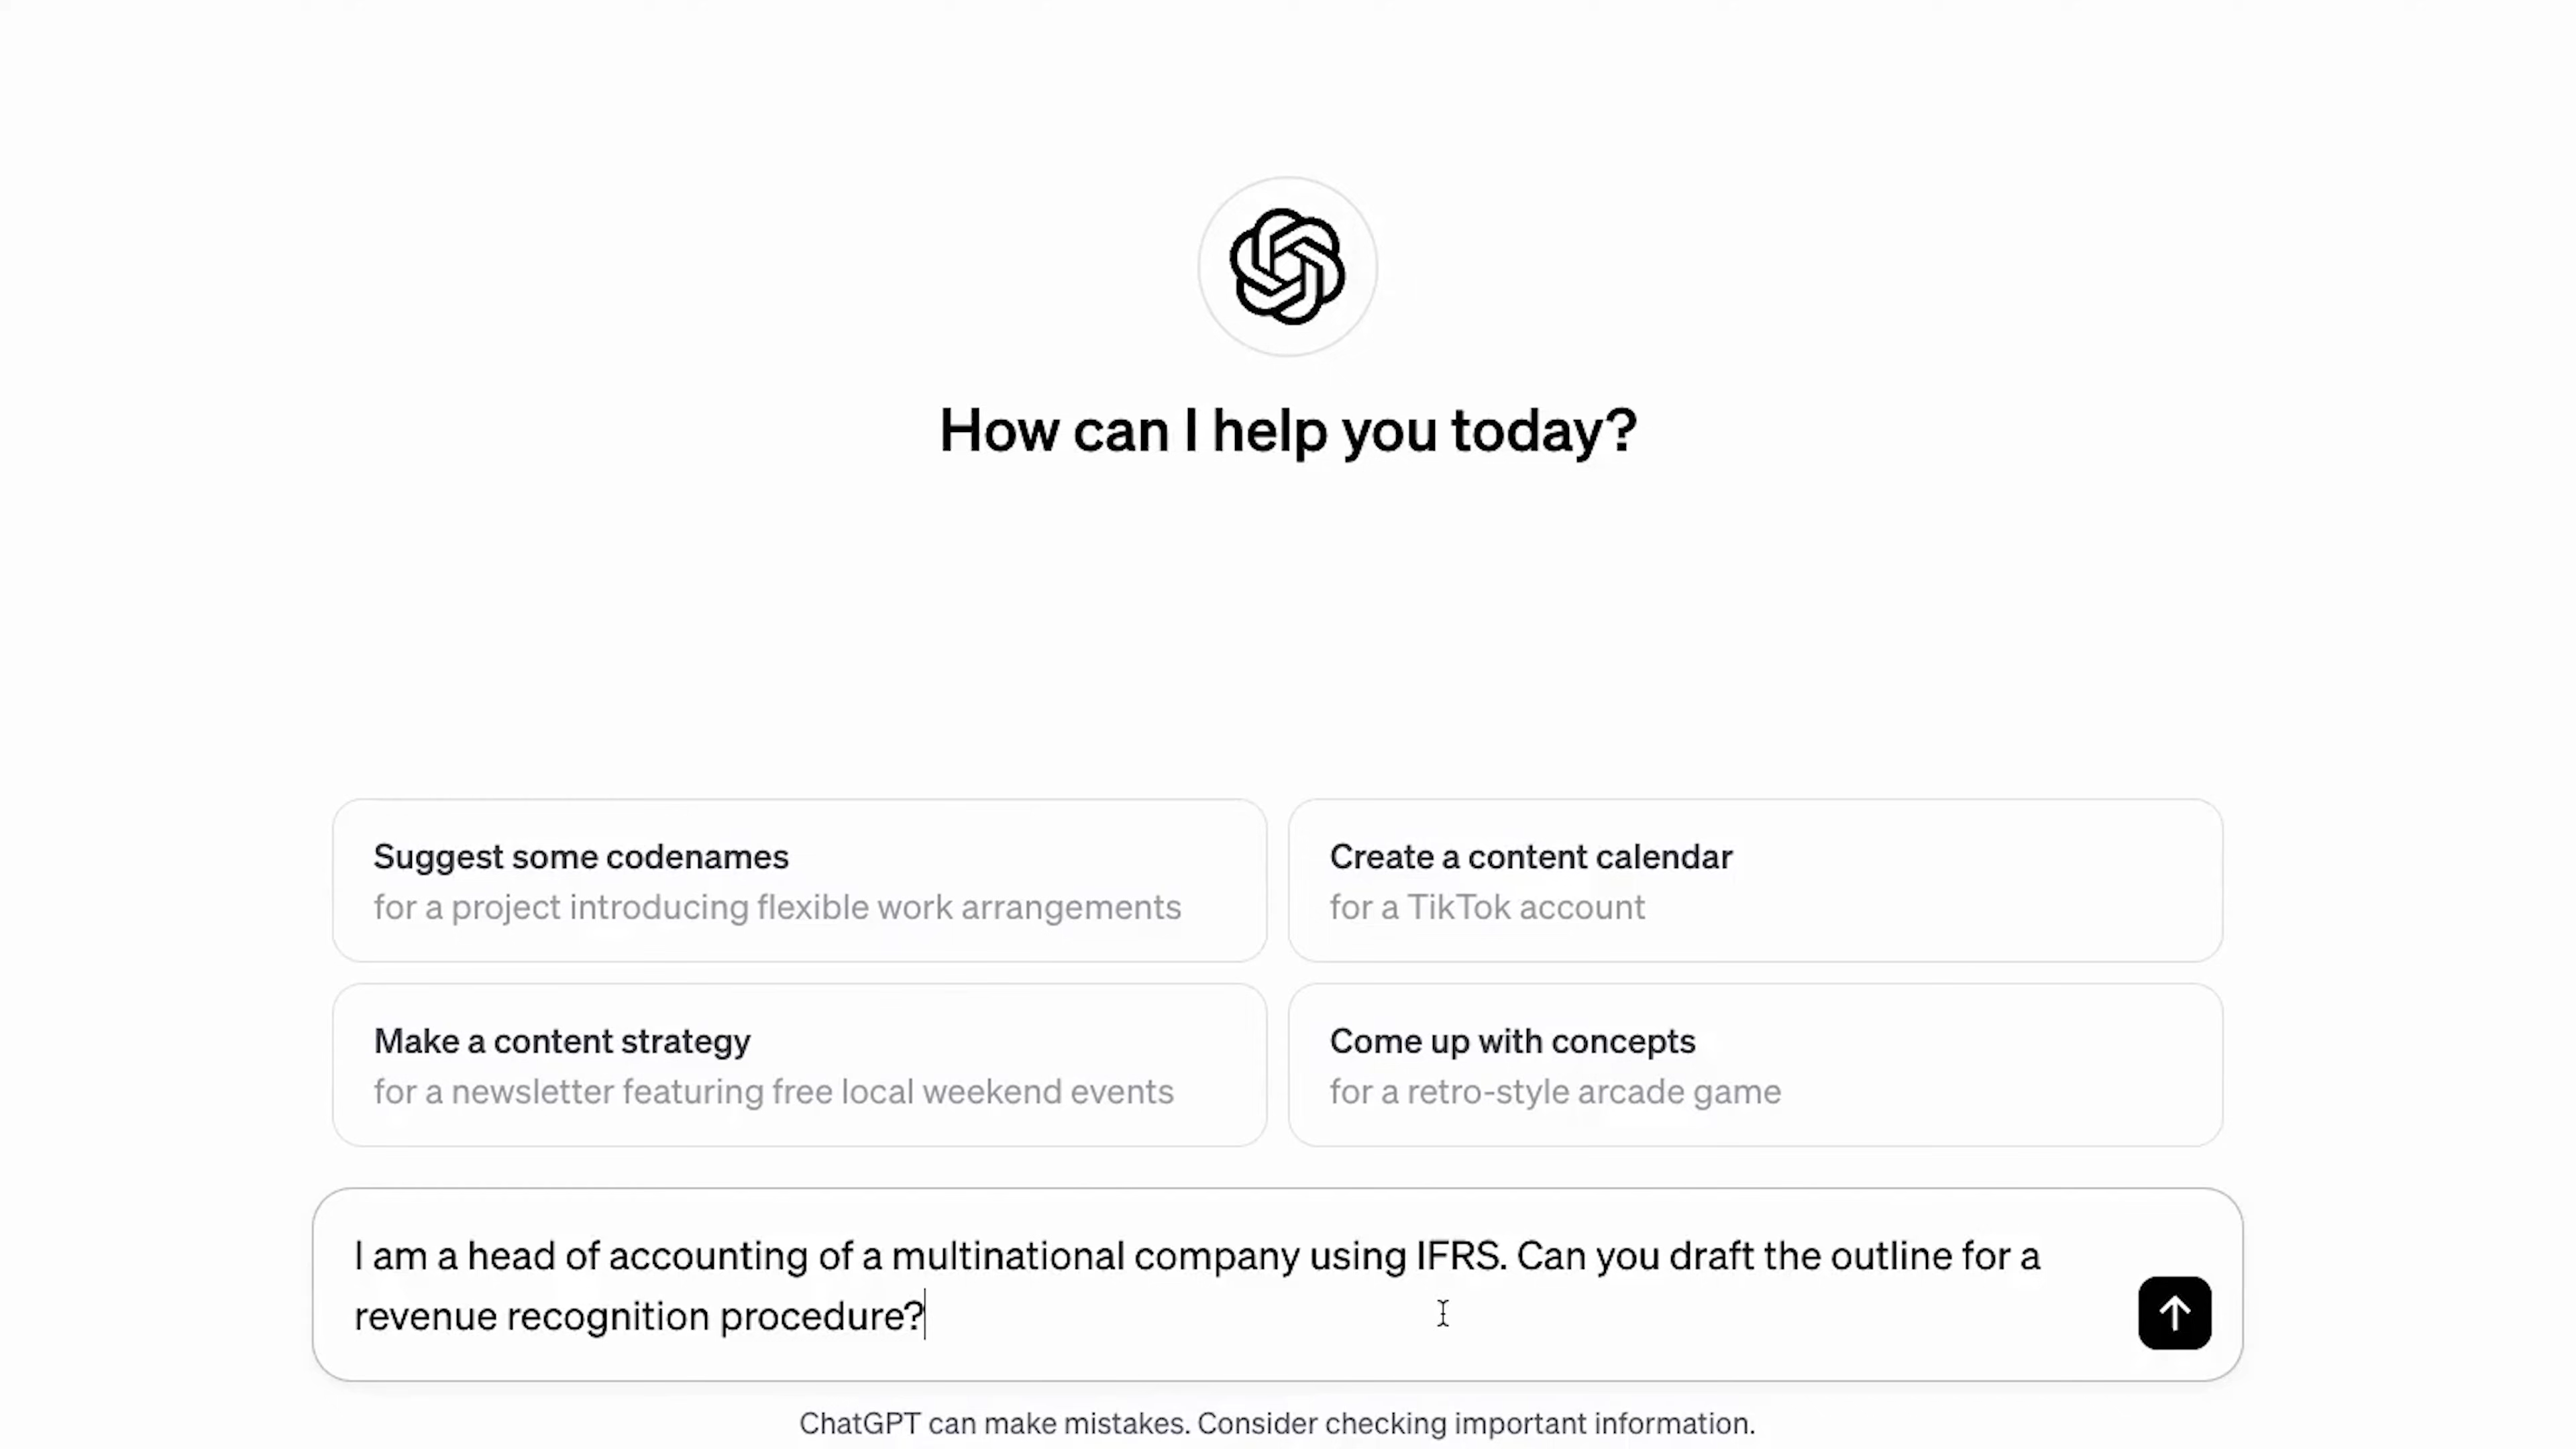 How can I help you today?
Suggest some codenames
for a project introducing flexible work arrangements
Create a content calendar
for a TikTok account
Make a content strategy
for a newsletter featuring free local weekend events
Come up with concepts
for a retro-style arcade game
I am a head of accounting of a multinational company using IFRS. Can you draft the outline for a
revenue recognition procedure?
ChatGPT can make mistakes. Consider checking important information.